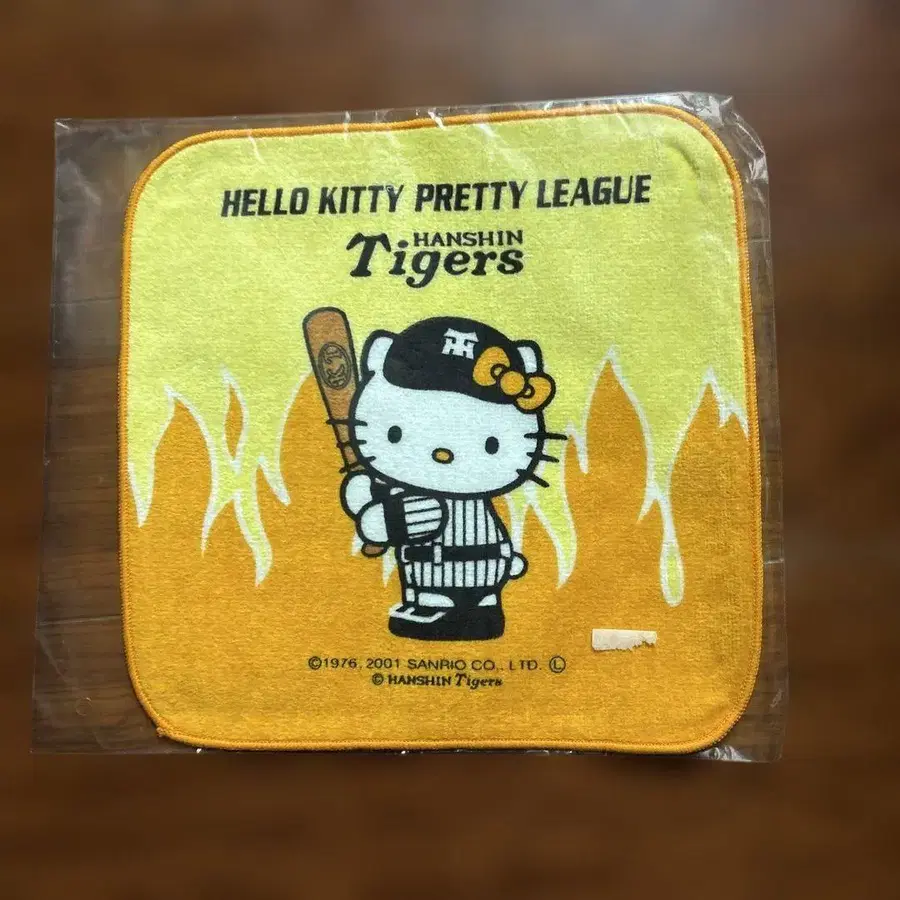 HELLO KITTY PRETTY LEAGUE
HANSHIN
Tigers
©1976, 2001 SANRIO CO., LTD. Ⓛ
© HANSHIN Tigers